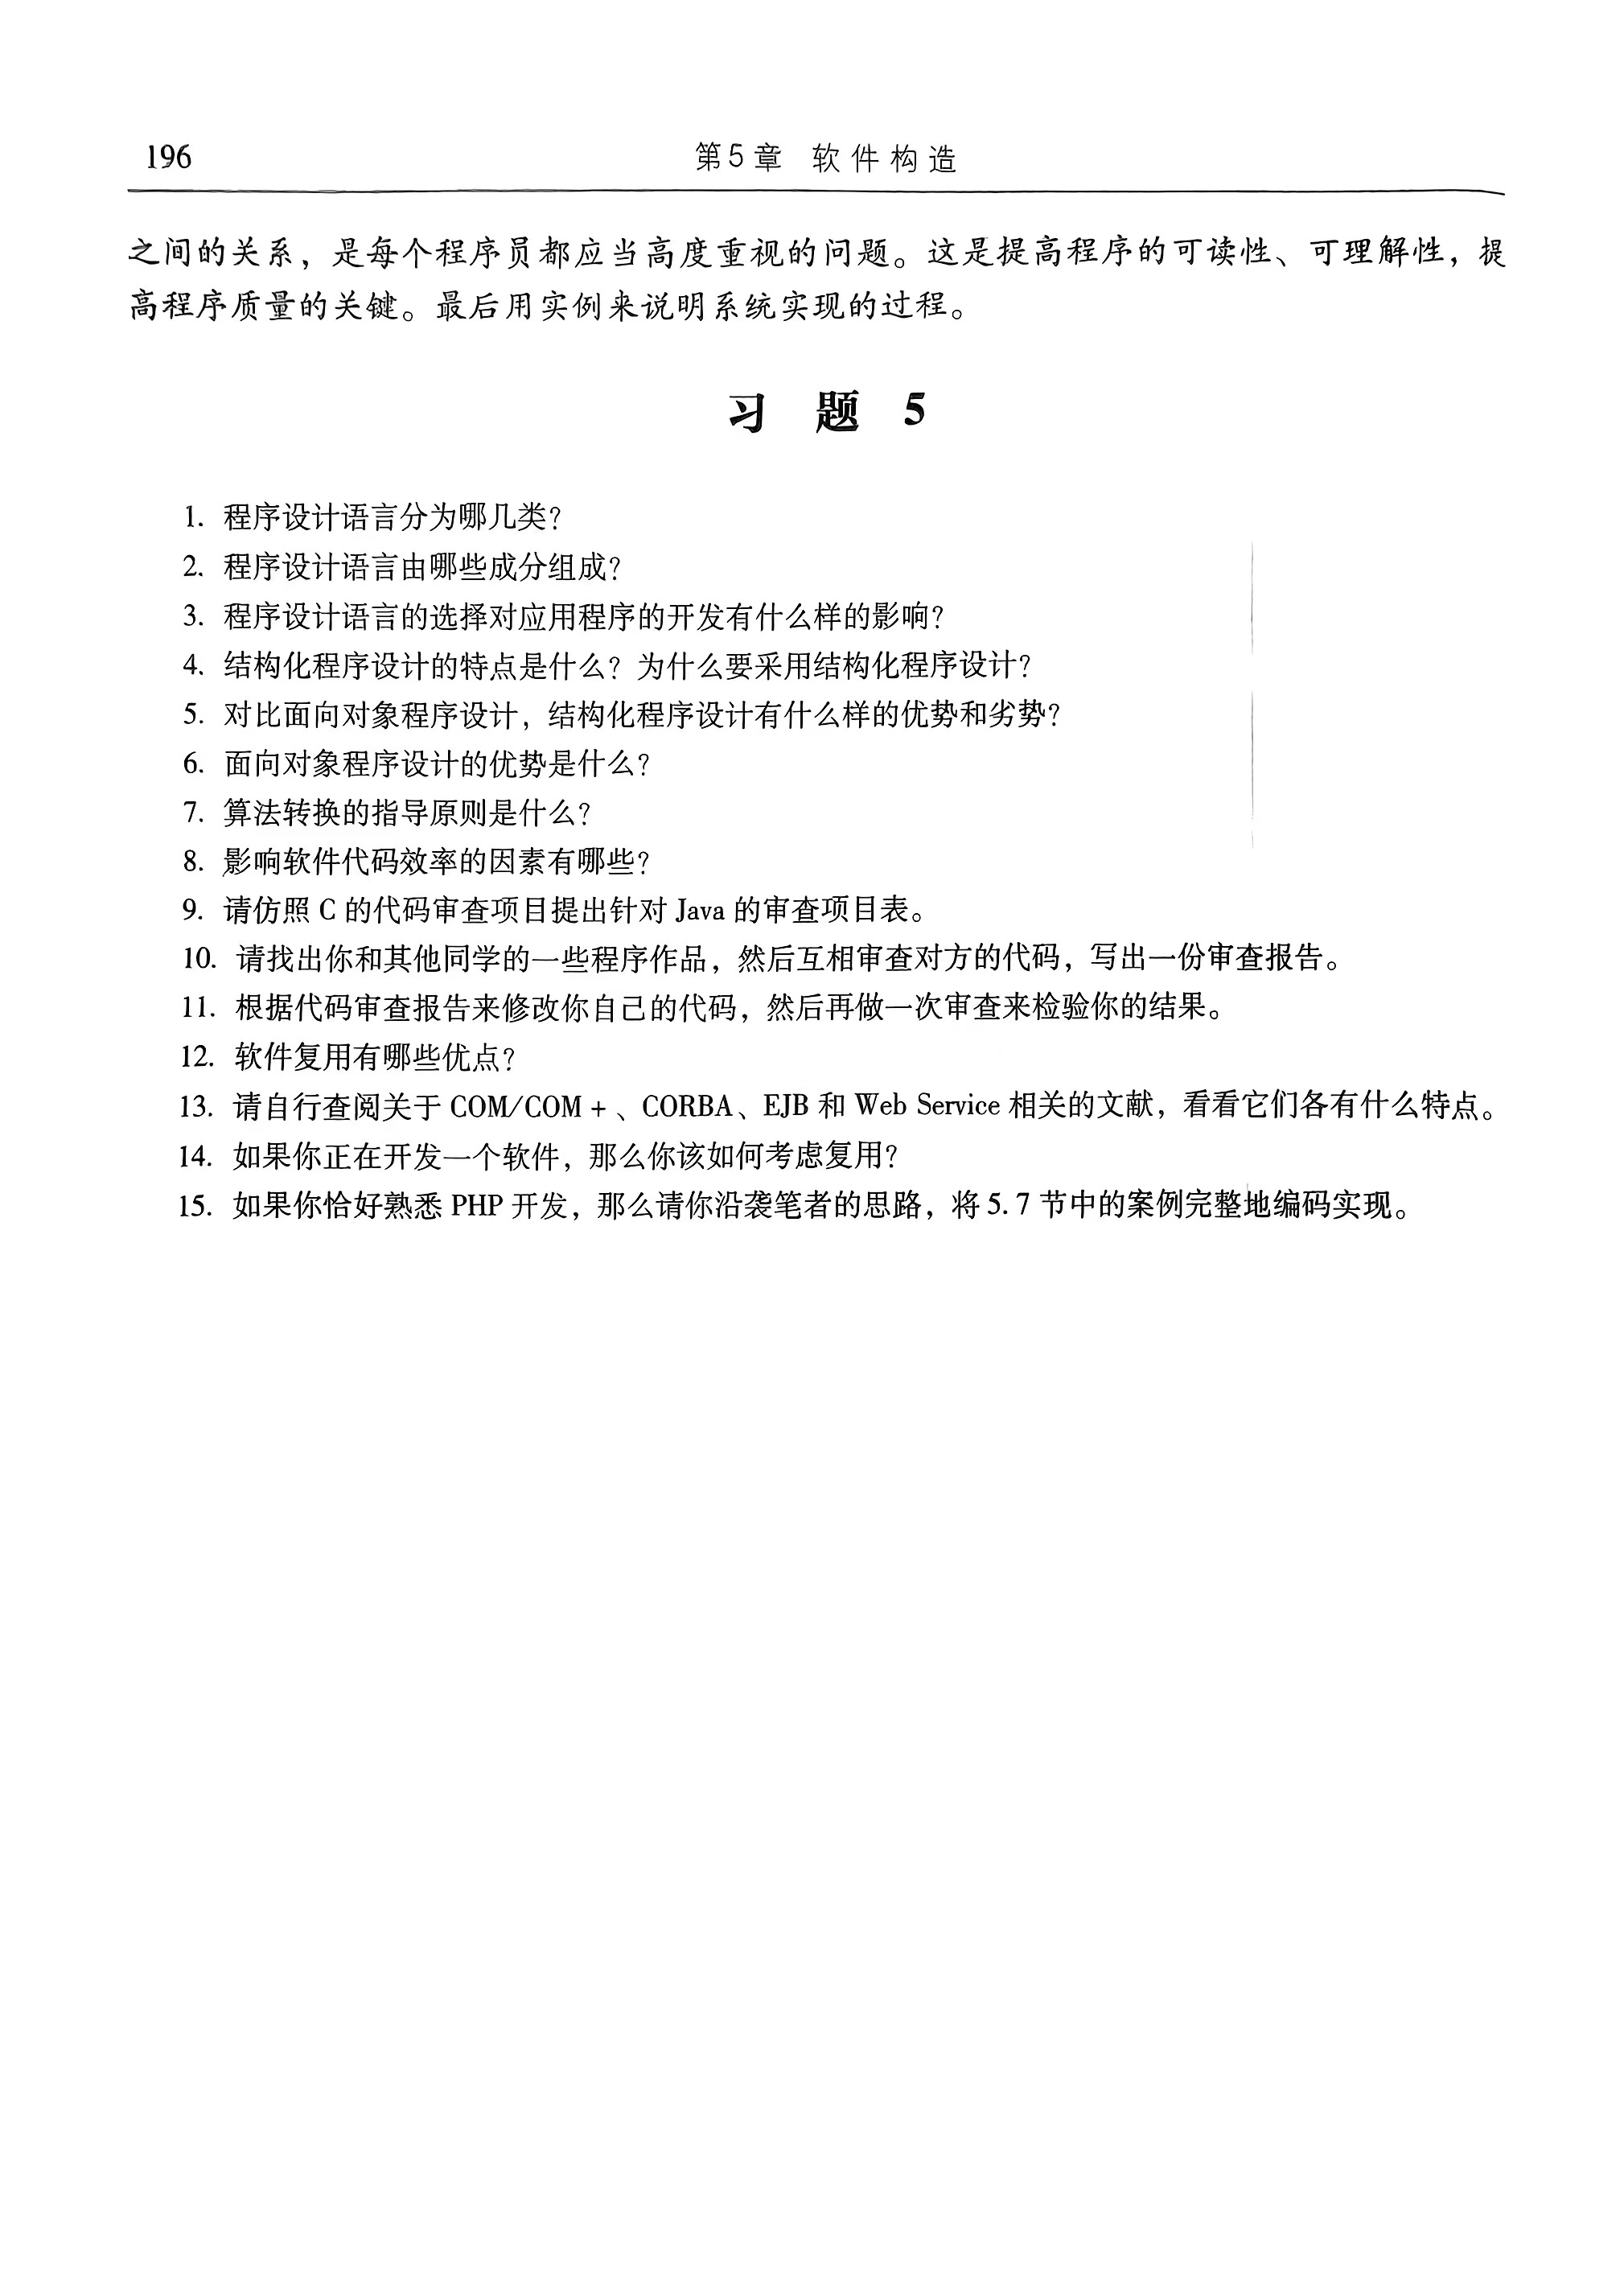 196
第5章 软件构造
之间的关系，是每个程序员都应当高度重视的问题。这是提高程序的可读性、可理解性，提
高程序质量的关键。最后用实例来说明系统实现的过程。
习 题 5
1. 程序设计语言分为哪几类？
2. 程序设计语言由哪些成分组成？
3. 程序设计语言的选择对应用程序的开发有什么样的影响？
4. 结构化程序设计的特点是什么？为什么要采用结构化程序设计？
5. 对比面向对象程序设计，结构化程序设计有什么样的优势和劣势？
6. 面向对象程序设计的优势是什么？
7. 算法转换的指导原则是什么？
8. 影响软件代码效率的因素有哪些？
9. 请仿照 C 的代码审查项目提出针对 Java 的审查项目表。
10. 请找出你和其他同学的一些程序作品，然后互相审查对方的代码，写出一份审查报告。
11. 根据代码审查报告来修改你自己的代码，然后再做一次审查来检验你的结果。
12. 软件复用有哪些优点？
13. 请自行查阅关于 COM/COM +、CORBA、EJB 和 Web Service 相关的文献，看看它们各有什么特点。
14. 如果你正在开发一个软件，那么你该如何考虑复用？
15. 如果你恰好熟悉 PHP 开发，那么请你沿袭笔者的思路，将 5.7 节中的案例完整地编码实现。